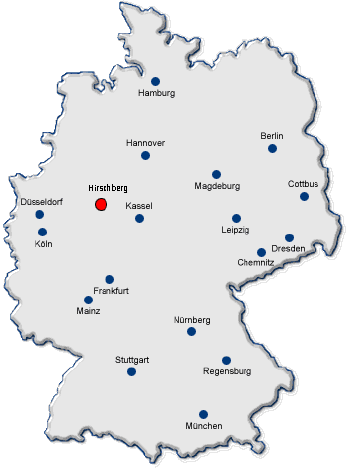 Hamburg
Hannover
Berlin
Hirschberg
Magdeburg
Cottbus
Düsseldorf
Kassel
Leipzig
Köln
Dresden
Chemnitz
Frankfurt
Mainz
Nürnberg
Stuttgart
Regensburg
München